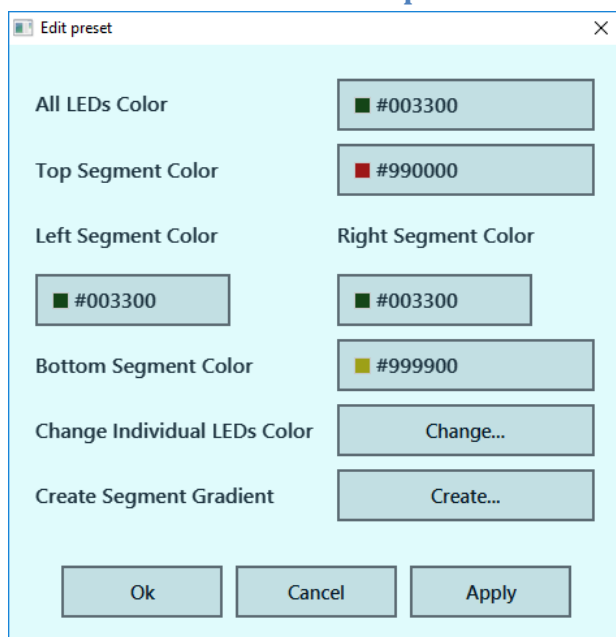 Edit preset
All LEDs Color
#003300
Top Segment Color
#990000
Left Segment Color
Right Segment Color
#003300
#003300
Bottom Segment Color
#999900
Change Individual LEDs Color
Change...
Create Segment Gradient
Create...
Ok
Cancel
Apply